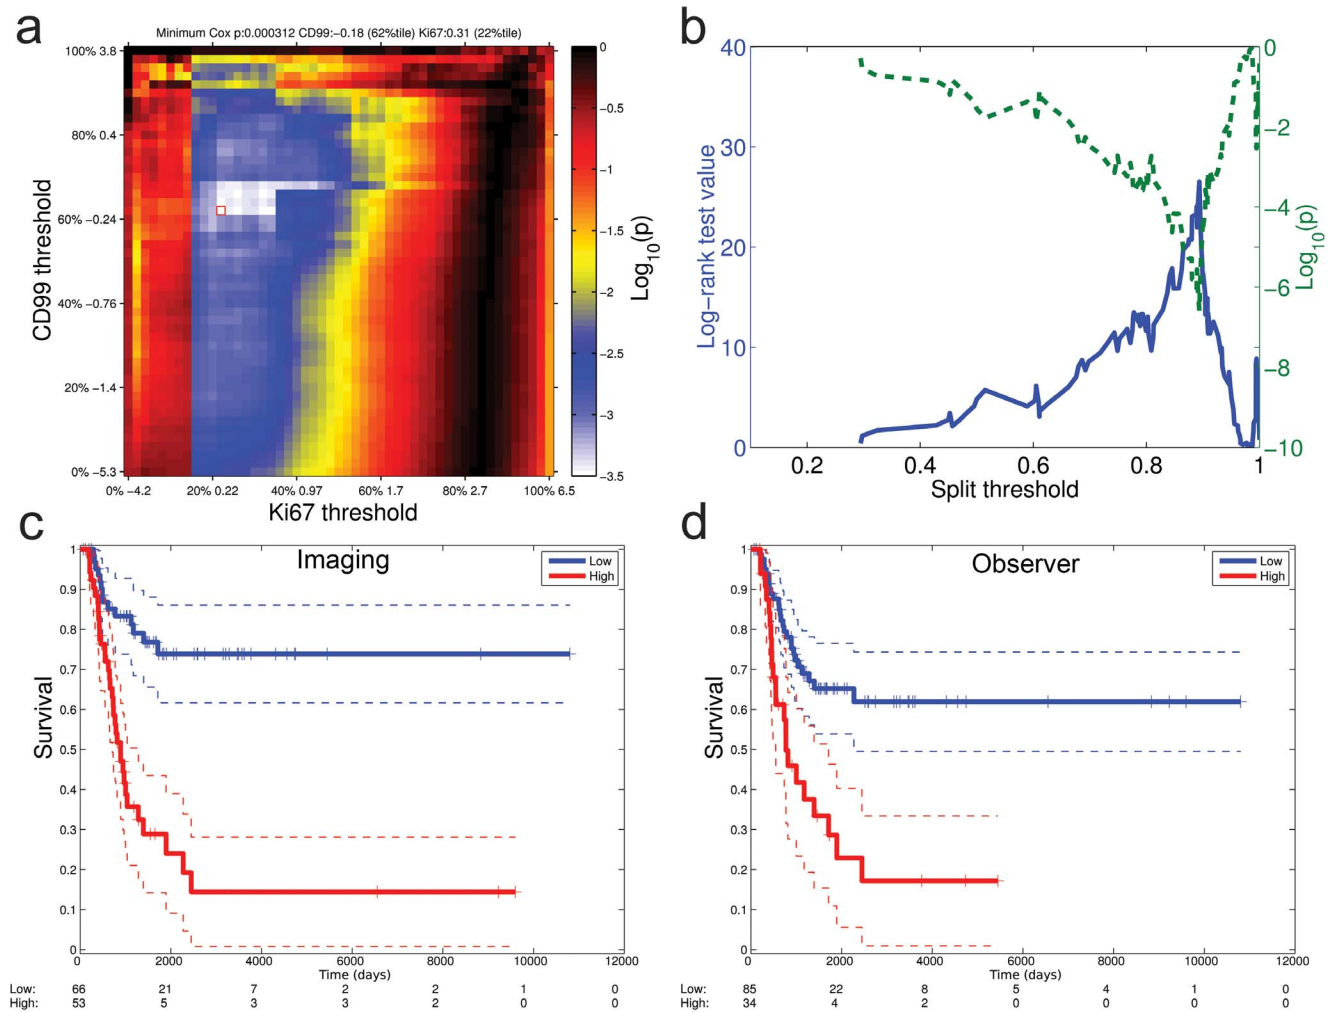 a
Minimum Cox p:0.000312 CD99:−0.18 (62%tile) Ki67:0.31 (22%tile)
CD99 threshold
100% 3.8
80% 0.4
60% −0.24
40% −0.76
20% −1.4
0% −5.3
0% −4.2 20% 0.22 40% 0.97 60% 1.7 80% 2.7 100% 6.5
Ki67 threshold
0
−0.5
−1
−1.5
−2
−2.5
−3
−3.5
Log10(p)
b
Log−rank test value
40
30
20
10
0
0.2 0.4 0.6 0.8 1
Split threshold
0
−2
−4
−6
−8
−10
Log10(p)
c
Imaging
Low
High
Survival
1
0.9
0.8
0.7
0.6
0.5
0.4
0.3
0.2
0.1
0
0 2000 4000 6000 8000 10000 12000
Time (days)
Low: 66 21 7 2 2 1 0
High: 53 5 3 3 2 0 0
d
Observer
Low
High
Survival
1
0.9
0.8
0.7
0.6
0.5
0.4
0.3
0.2
0.1
0
0 2000 4000 6000 8000 10000 12000
Time (days)
Low: 85 22 8 5 4 1 0
High: 34 4 2 0 0 0 0